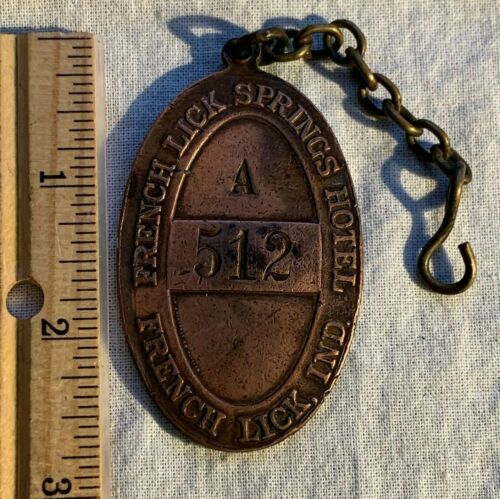 FRENCH LICK SPRINGS HOTEL
A
512
FRENCH LICK, IND.
1
2
3